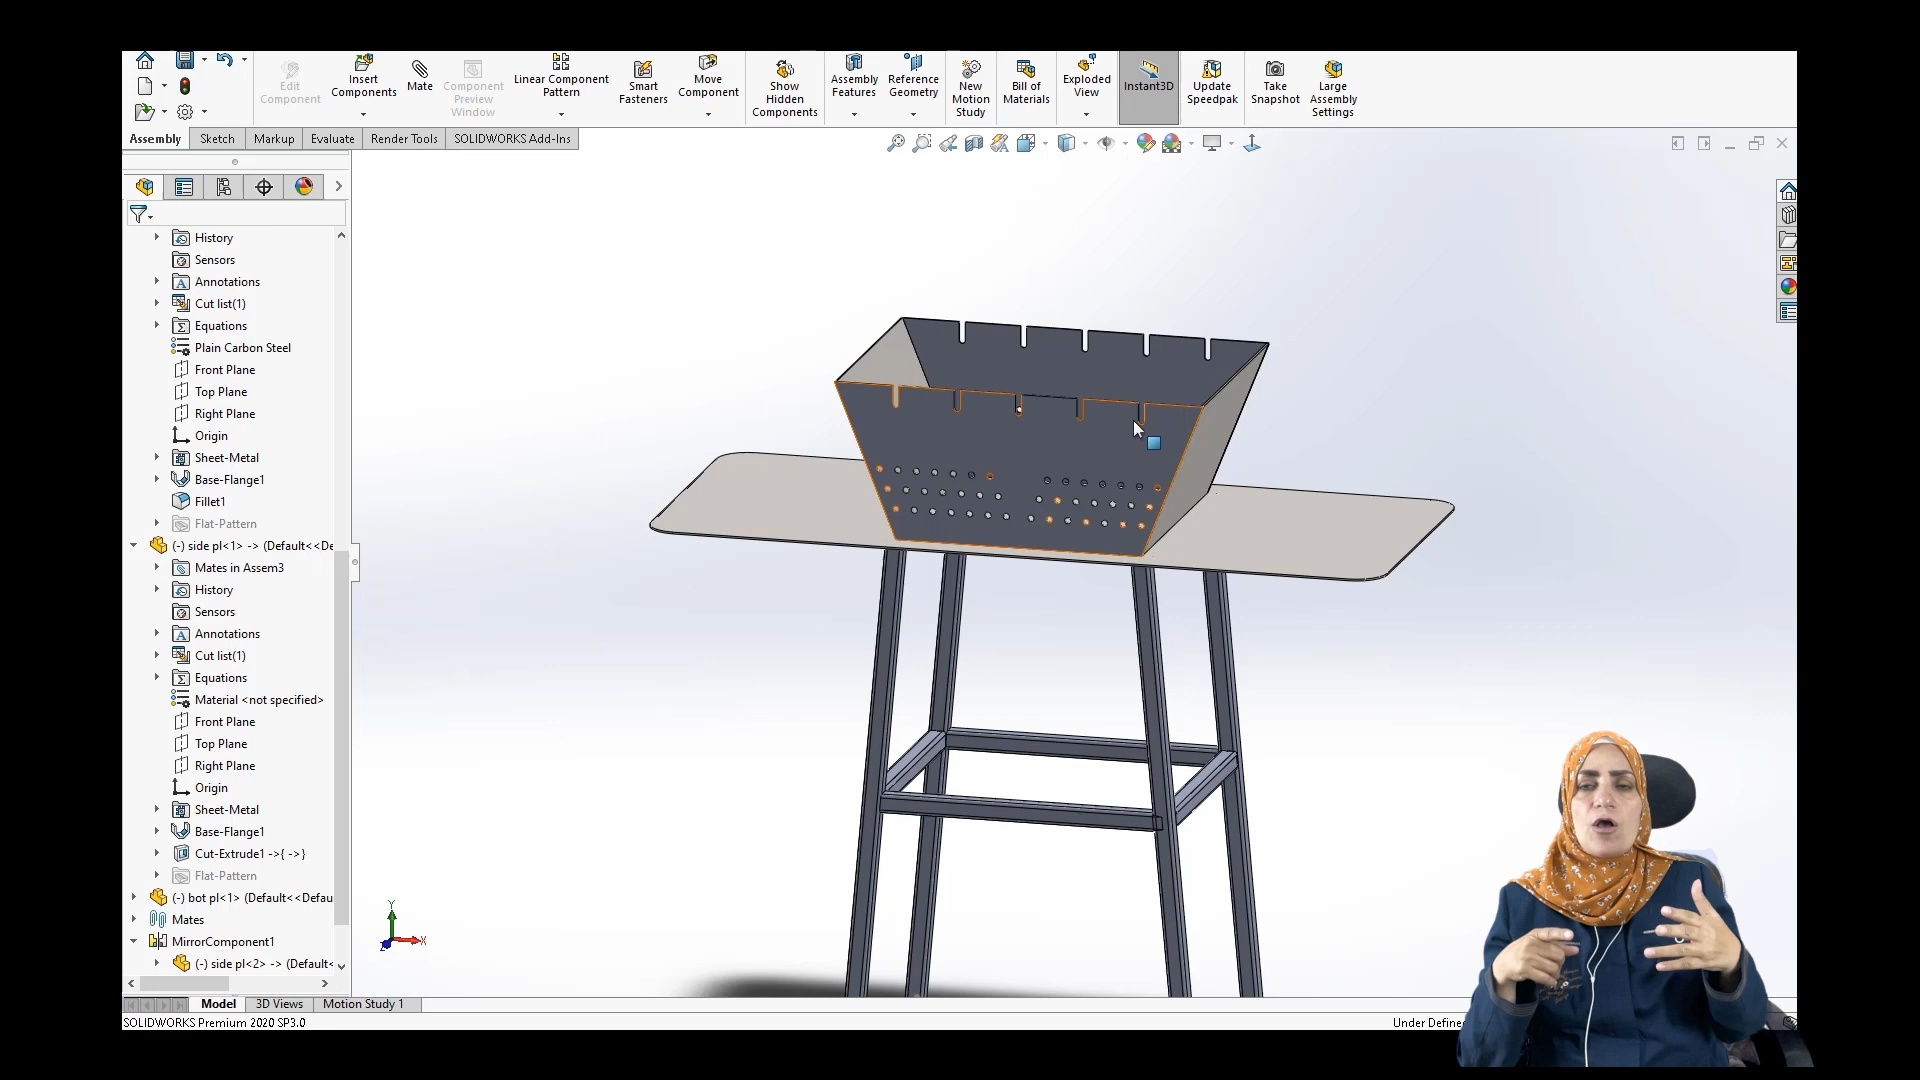 Edit
Component
Insert
Components
Mate
Component
Preview
Window
Linear Component
Pattern
Smart
Fasteners
Move
Component
Show
Hidden
Components
Assembly
Features
Reference
Geometry
New
Motion
Study
Bill of
Materials
Exploded
View
Instant3D
Update
Speedpak
Take
Snapshot
Large
Assembly
Settings
Assembly
Sketch
Markup
Evaluate
Render Tools
SOLIDWORKS Add-Ins
History
Sensors
Annotations
Cut list(1)
Equations
Plain Carbon Steel
Front Plane
Top Plane
Right Plane
Origin
Sheet-Metal
Base-Flange1
Fillet1
Flat-Pattern
(-) side pl<1> -> (Default<<De
Mates in Assem3
History
Sensors
Annotations
Cut list(1)
Equations
Material <not specified>
Front Plane
Top Plane
Right Plane
Origin
Sheet-Metal
Base-Flange1
Cut-Extrude1 ->{ ->}
Flat-Pattern
(-) bot pl<1> (Default<<Defau
Mates
MirrorComponent1
(-) side pl<2> -> (Default<
Y
X
Model
3D Views
Motion Study 1
SOLIDWORKS Premium 2020 SP3.0
Under Define